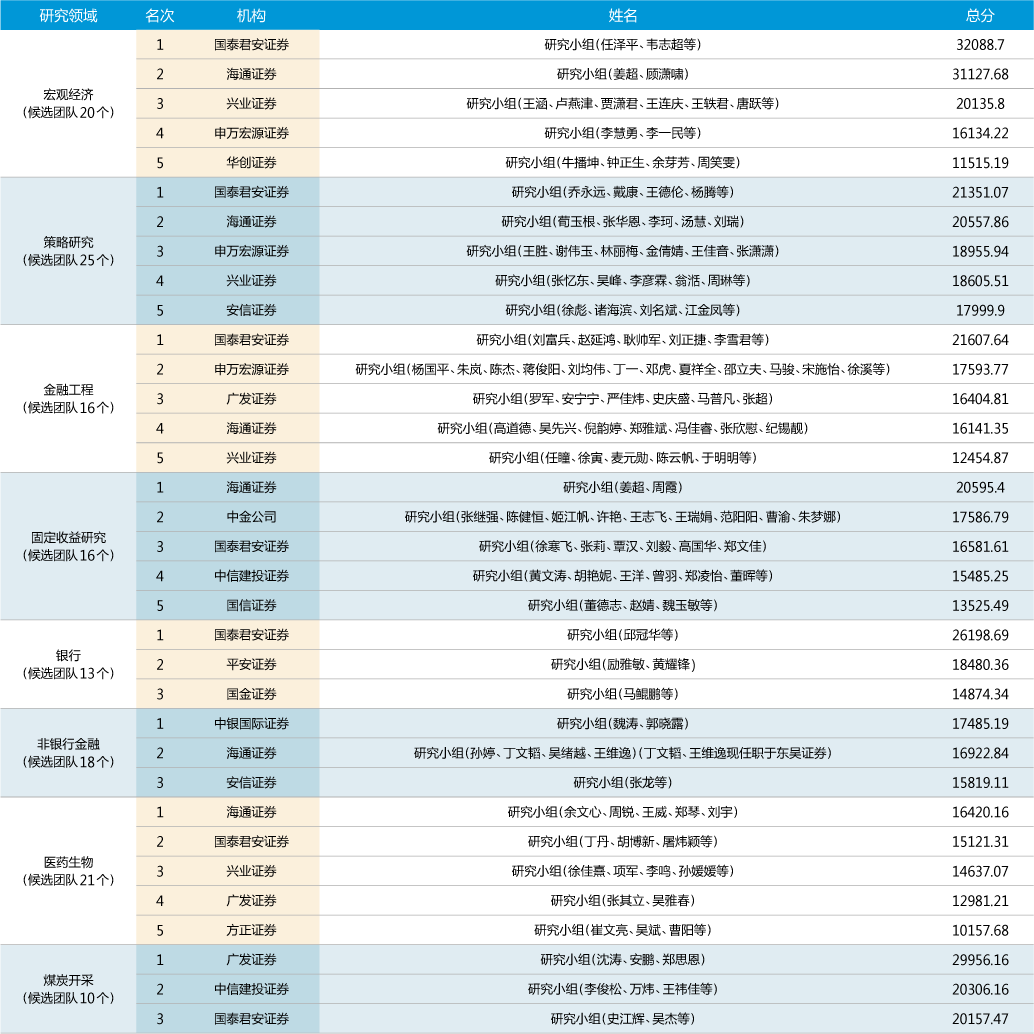 研究领域 名次 机构 姓名 总分
宏观经济
(候选团队20个)
1 国泰君安证券 研究小组(任泽平、韦志超等) 32088.7
2 海通证券 研究小组(姜超、顾潇啸) 31127.68
3 兴业证券 研究小组(王涵、卢燕津、贾潇君、王连庆、王轶君、唐跃等) 20135.8
4 申万宏源证券 研究小组(李慧勇、李一民等) 16134.22
5 华创证券 研究小组(牛播坤、钟正生、余芽芳、周笑雯) 11515.19
策略研究
(候选团队25个)
1 国泰君安证券 研究小组(乔永远、戴康、王德伦、杨腾等) 21351.07
2 海通证券 研究小组(荀玉根、张华恩、李珂、汤慧、刘瑞) 20557.86
3 申万宏源证券 研究小组(王胜、谢伟玉、林丽梅、金倩婧、王佳音、张潇潇) 18955.94
4 兴业证券 研究小组(张忆东、吴峰、李彦霖、翁湉、周琳等) 18605.51
5 安信证券 研究小组(徐彪、诸海滨、刘名斌、江金凤等) 17999.9
金融工程
(候选团队16个)
1 国泰君安证券 研究小组(刘富兵、赵延鸿、耿帅军、刘正捷、李雪君等) 21607.64
2 申万宏源证券 研究小组(杨国平、朱岚、陈杰、蒋俊阳、刘均伟、丁一、邓虎、夏祥全、邵立夫、马骏、宋施怡、徐溪等) 17593.77
3 广发证券 研究小组(罗军、安宁宁、严佳炜、史庆盛、马普凡、张超) 16404.81
4 海通证券 研究小组(高道德、吴先兴、倪韵婷、郑雅斌、冯佳睿、张欣慰、纪锡靓) 16141.35
5 兴业证券 研究小组(任瞳、徐寅、麦元勋、陈云帆、于明明等) 12454.87
固定收益研究
(候选团队16个)
1 海通证券 研究小组(姜超、周霞) 20595.4
2 中金公司 研究小组(张继强、陈健恒、姬江帆、许艳、王志飞、王瑞娟、范阳阳、曹渝、朱梦娜) 17586.79
3 国泰君安证券 研究小组(徐寒飞、张莉、覃汉、刘毅、高国华、郑文佳) 16581.61
4 中信建投证券 研究小组(黄文涛、胡艳妮、王洋、曾羽、郑凌怡、董晖等) 15485.25
5 国信证券 研究小组(董德志、赵婧、魏玉敏等) 13525.49
银行
(候选团队13个)
1 国泰君安证券 研究小组(邱冠华等) 26198.69
2 平安证券 研究小组(励雅敏、黄耀锋) 18480.36
3 国金证券 研究小组(马鲲鹏等) 14874.34
非银行金融
(候选团队18个)
1 中银国际证券 研究小组(魏涛、郭晓露) 17485.19
2 海通证券 研究小组(孙婷、丁文韬、吴绪越、王维逸)(丁文韬、王维逸现任职于东吴证券) 16922.84
3 安信证券 研究小组(张龙等) 15819.11
医药生物
(候选团队21个)
1 海通证券 研究小组(余文心、周锐、王威、郑琴、刘宇) 16420.16
2 国泰君安证券 研究小组(丁丹、胡博新、屠炜颖等) 15121.31
3 兴业证券 研究小组(徐佳熹、项军、李鸣、孙媛媛等) 14637.07
4 广发证券 研究小组(张其立、吴雅春) 12981.21
5 方正证券 研究小组(崔文亮、吴斌、曹阳等) 10157.68
煤炭开采
(候选团队10个)
1 广发证券 研究小组(沈涛、安鹏、郑思恩) 29956.16
2 中信建投证券 研究小组(李俊松、万炜、王祎佳等) 20306.16
3 国泰君安证券 研究小组(史江辉、吴杰等) 20157.47